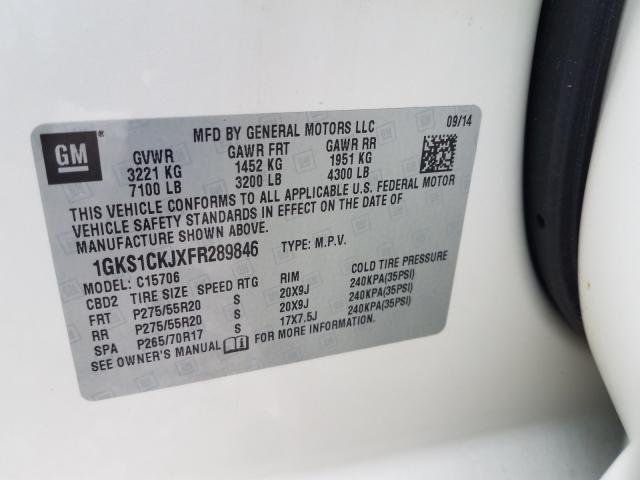 GM ®
MFD BY GENERAL MOTORS LLC 09/14
GVWR GAWR FRT GAWR RR
3221 KG 1452 KG 1951 KG
7100 LB 3200 LB 4300 LB
THIS VEHICLE CONFORMS TO ALL APPLICABLE U.S. FEDERAL MOTOR
VEHICLE SAFETY STANDARDS IN EFFECT ON THE DATE OF
MANUFACTURE SHOWN ABOVE.
1GKS1CKJXFR289846 TYPE: M.P.V.
MODEL: C15706
CBD2 TIRE SIZE SPEED RTG RIM COLD TIRE PRESSURE
FRT P275/55R20 S 20X9J 240KPA(35PSI)
RR P275/55R20 S 20X9J 240KPA(35PSI)
SPA P265/70R17 S 17X7.5J 240KPA(35PSI)
SEE OWNER'S MANUAL FOR MORE INFORMATION.